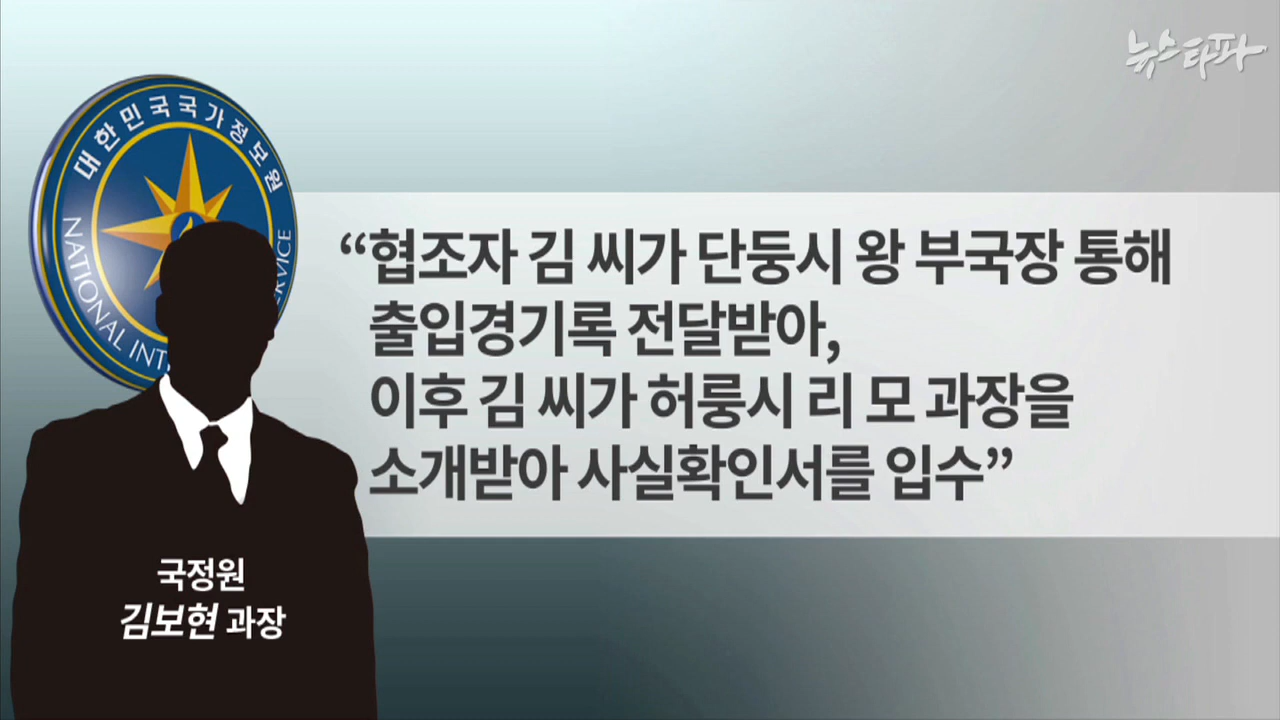 뉴스타파
대한민국국가정보원
NATIONAL INT
RVICE
“협조자 김 씨가 단둥시 왕 부국장 통해
출입경기록 전달받아,
이후 김 씨가 허룽시 리 모 과장을
소개받아 사실확인서를 입수”
국정원
김보현 과장